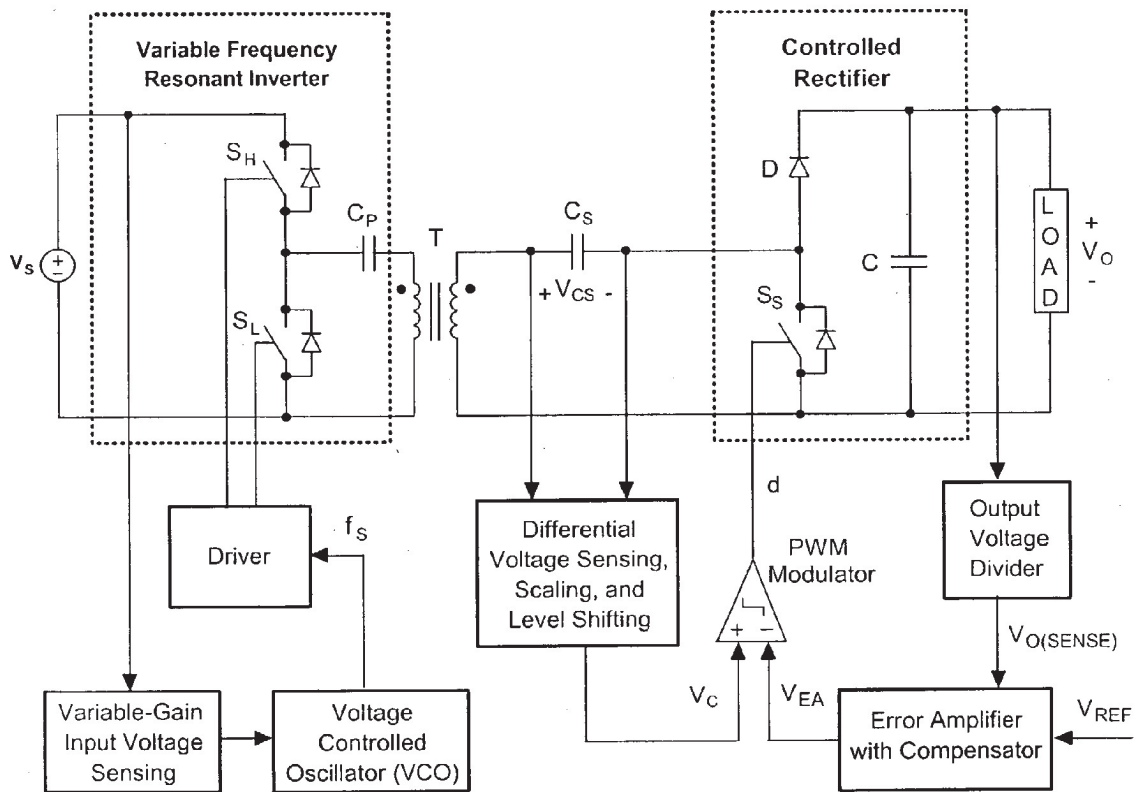 Variable Frequency
Resonant Inverter
Controlled
Rectifier
S_H
D
C_P
T
C_S
L
O
A
D
+
V_O
-
v_S
+
-
C
+ V_CS -
S_L
S_S
d
f_S
Driver
Differential
Voltage Sensing,
Scaling, and
Level Shifting
PWM
Modulator
+ -
Output
Voltage
Divider
V_O(SENSE)
V_C
V_EA
V_REF
Variable-Gain
Input Voltage
Sensing
Voltage
Controlled
Oscillator (VCO)
Error Amplifier
with Compensator